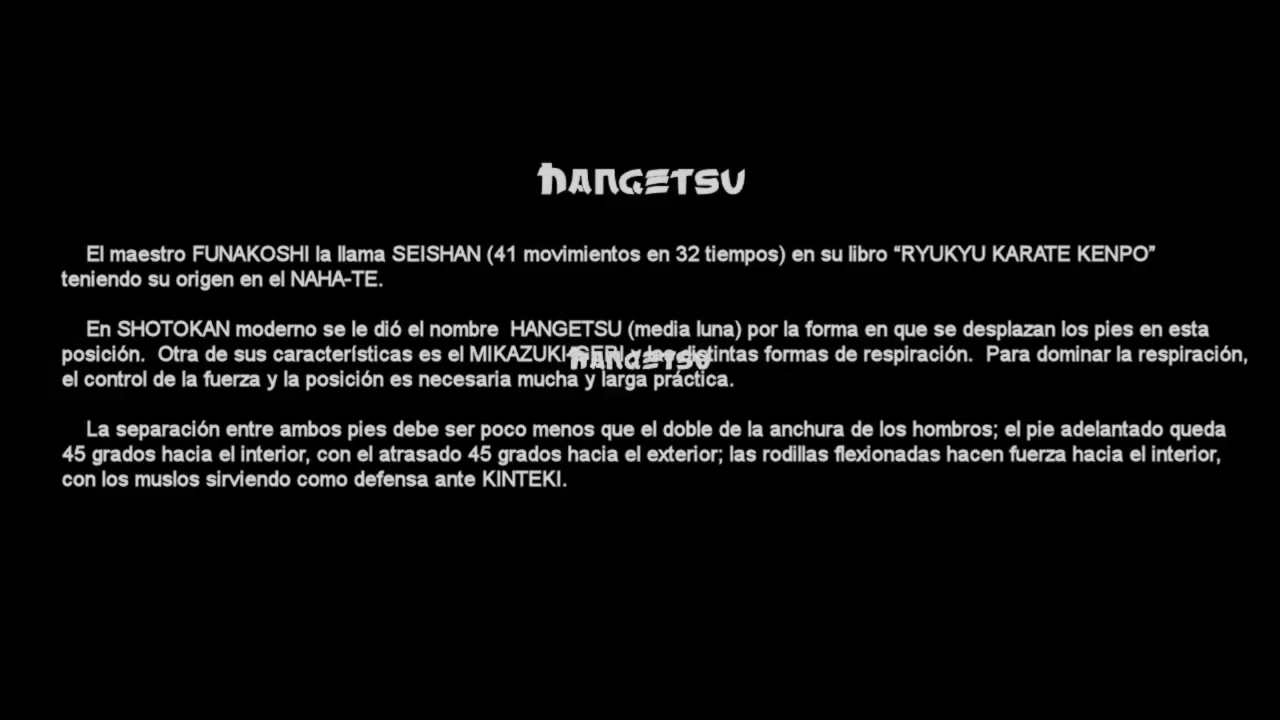 HANGETSU
El maestro FUNAKOSHI la llama SEISHAN (41 movimientos en 32 tiempos) en su libro “RYUKYU KARATE KENPO”
teniendo su origen en el NAHA-TE.
En SHOTOKAN moderno se le dió el nombre HANGETSU (media luna) por la forma en que se desplazan los pies en esta
posición. Otra de sus características es el MIKAZUKI-GERI y las distintas formas de respiración. Para dominar la respiración,
HANGETSU
el control de la fuerza y la posición es necesaria mucha y larga práctica.
La separación entre ambos pies debe ser poco menos que el doble de la anchura de los hombros; el pie adelantado queda
45 grados hacia el interior, con el atrasado 45 grados hacia el exterior; las rodillas flexionadas hacen fuerza hacia el interior,
con los muslos sirviendo como defensa ante KINTEKI.